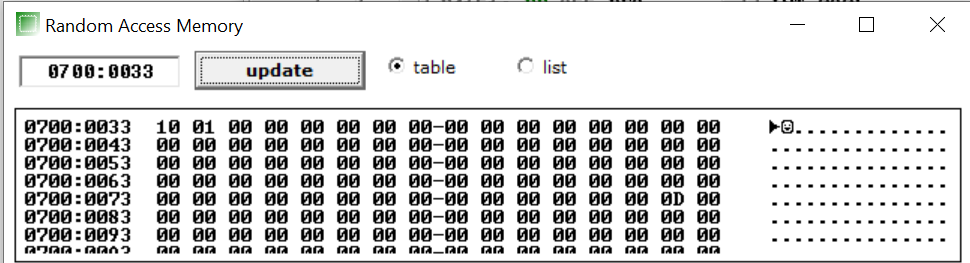 Random Access Memory
0700:0033 update table list
0700:0033 10 01 00 00 00 00 00 00-00 00 00 00 00 00 00 00 ►☺..............
0700:0043 00 00 00 00 00 00 00 00-00 00 00 00 00 00 00 00 ................
0700:0053 00 00 00 00 00 00 00 00-00 00 00 00 00 00 00 00 ................
0700:0063 00 00 00 00 00 00 00 00-00 00 00 00 00 00 00 00 ................
0700:0073 00 00 00 00 00 00 00 00-00 00 00 00 00 00 0D 00 ................
0700:0083 00 00 00 00 00 00 00 00-00 00 00 00 00 00 00 00 ................
0700:0093 00 00 00 00 00 00 00 00-00 00 00 00 00 00 00 00 ................